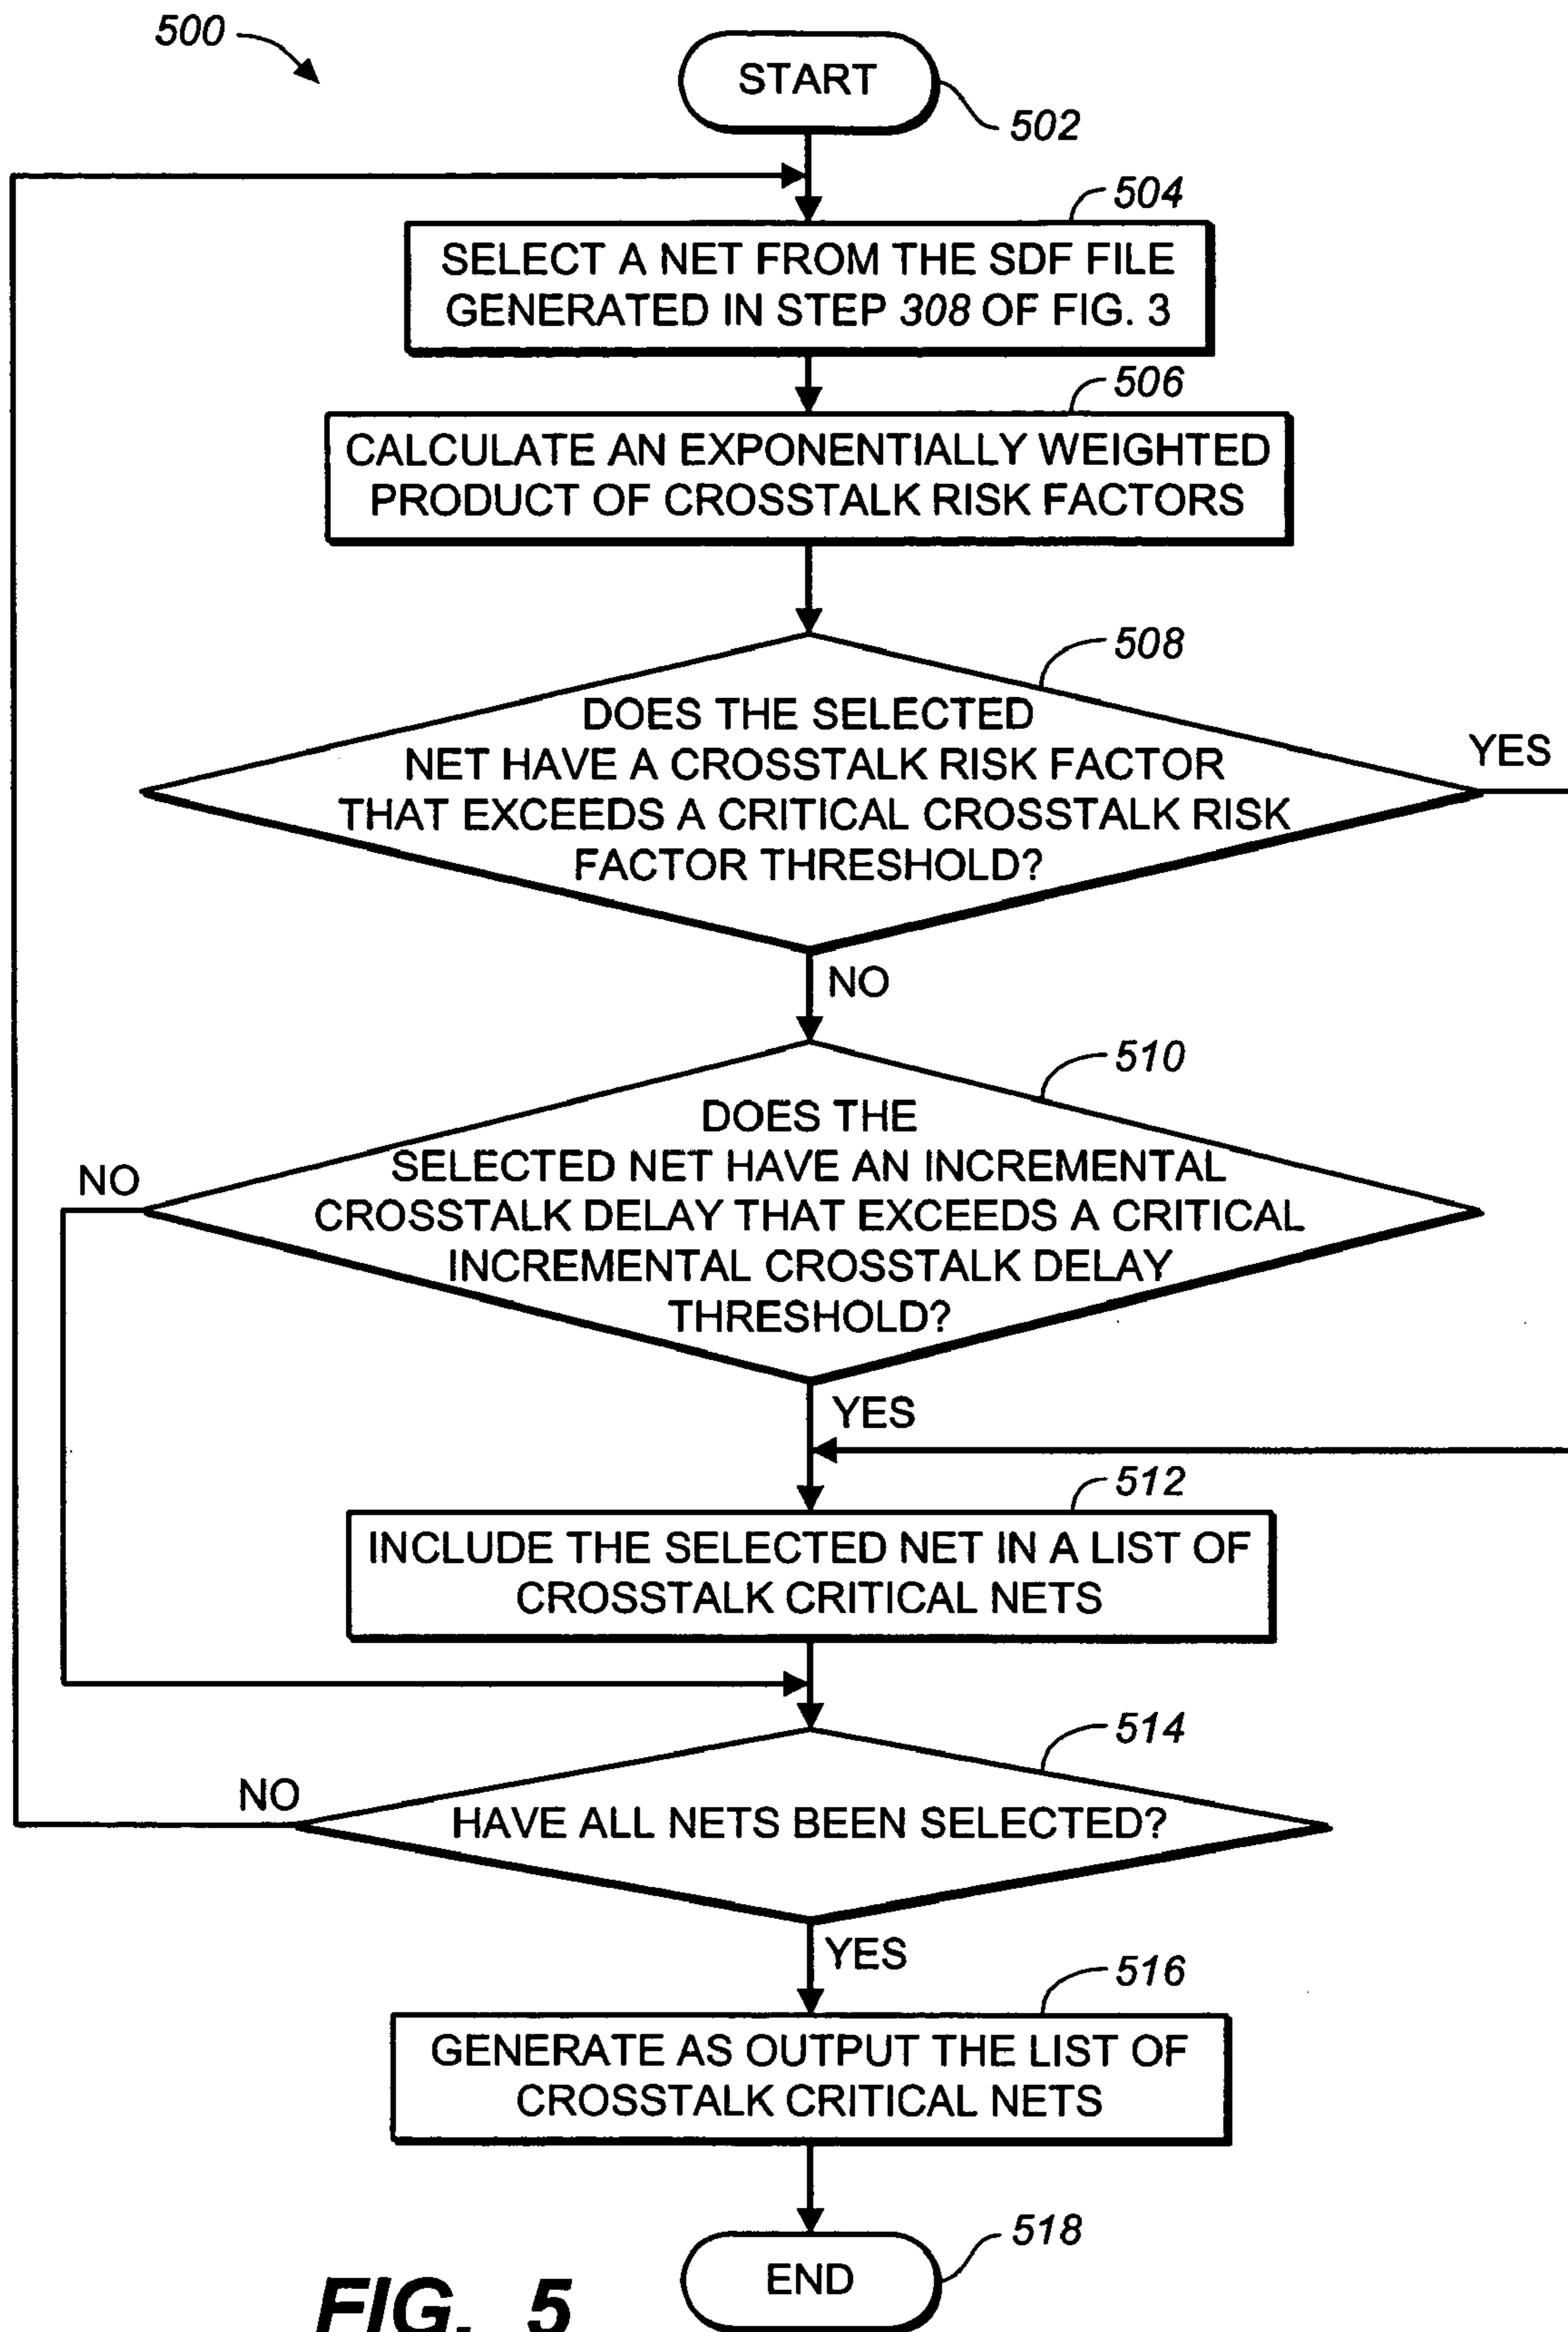 500
START
502
504
SELECT A NET FROM THE SDF FILE
GENERATED IN STEP 308 OF FIG. 3
506
CALCULATE AN EXPONENTIALLY WEIGHTED
PRODUCT OF CROSSTALK RISK FACTORS
508
DOES THE SELECTED
NET HAVE A CROSSTALK RISK FACTOR
THAT EXCEEDS A CRITICAL CROSSTALK RISK
FACTOR THRESHOLD?
YES
NO
510
DOES THE
SELECTED NET HAVE AN INCREMENTAL
CROSSTALK DELAY THAT EXCEEDS A CRITICAL
INCREMENTAL CROSSTALK DELAY
THRESHOLD?
NO
YES
512
INCLUDE THE SELECTED NET IN A LIST OF
CROSSTALK CRITICAL NETS
514
HAVE ALL NETS BEEN SELECTED?
NO
YES
516
GENERATE AS OUTPUT THE LIST OF
CROSSTALK CRITICAL NETS
518
END
FIG. 5